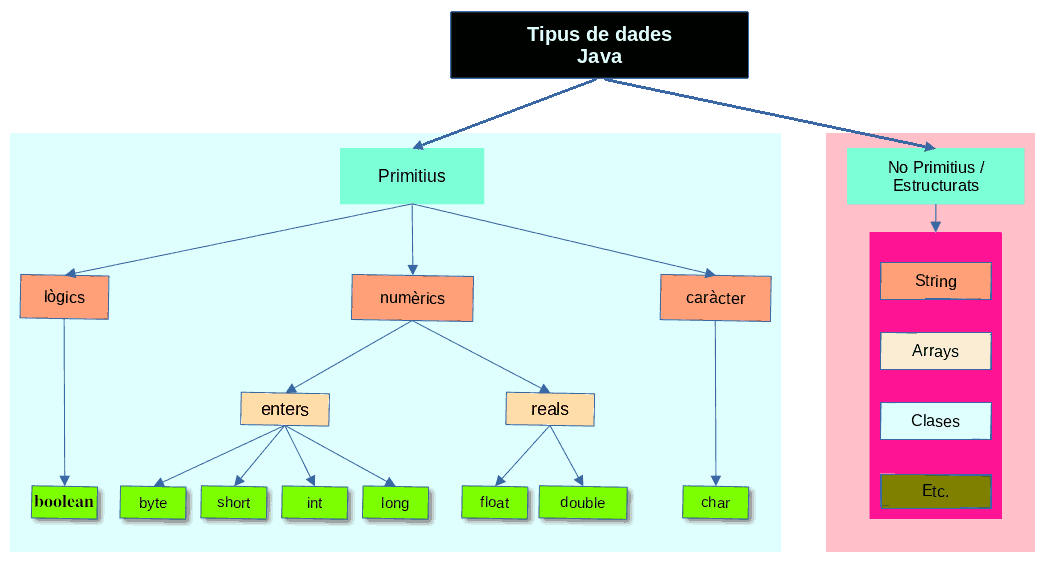 Tipus de dades
Java
Primitius
No Primitius /
Estructurats
lògics
numèrics
caràcter
String
Arrays
enters
reals
Clases
boolean
byte
short
int
long
float
double
char
Etc.